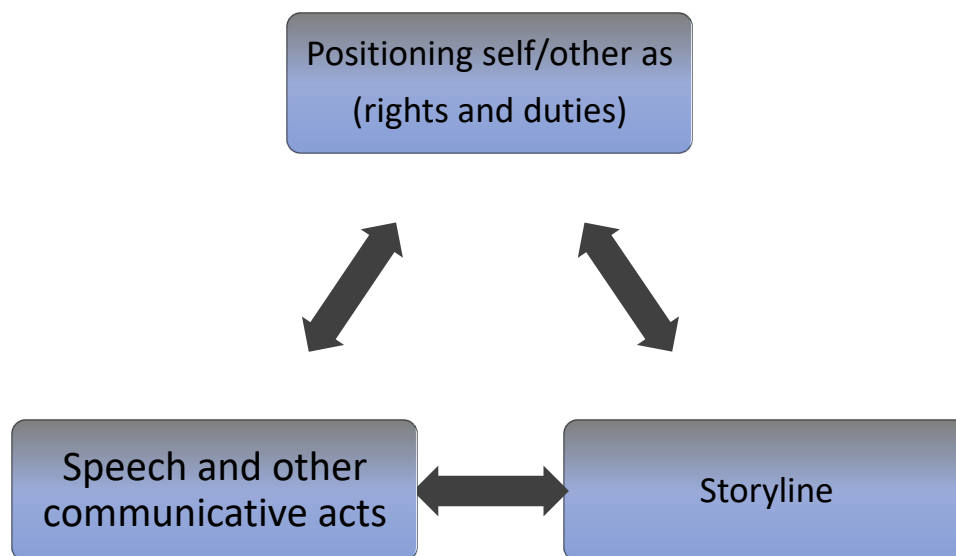 Positioning self/other as
(rights and duties)
Speech and other
communicative acts
Storyline